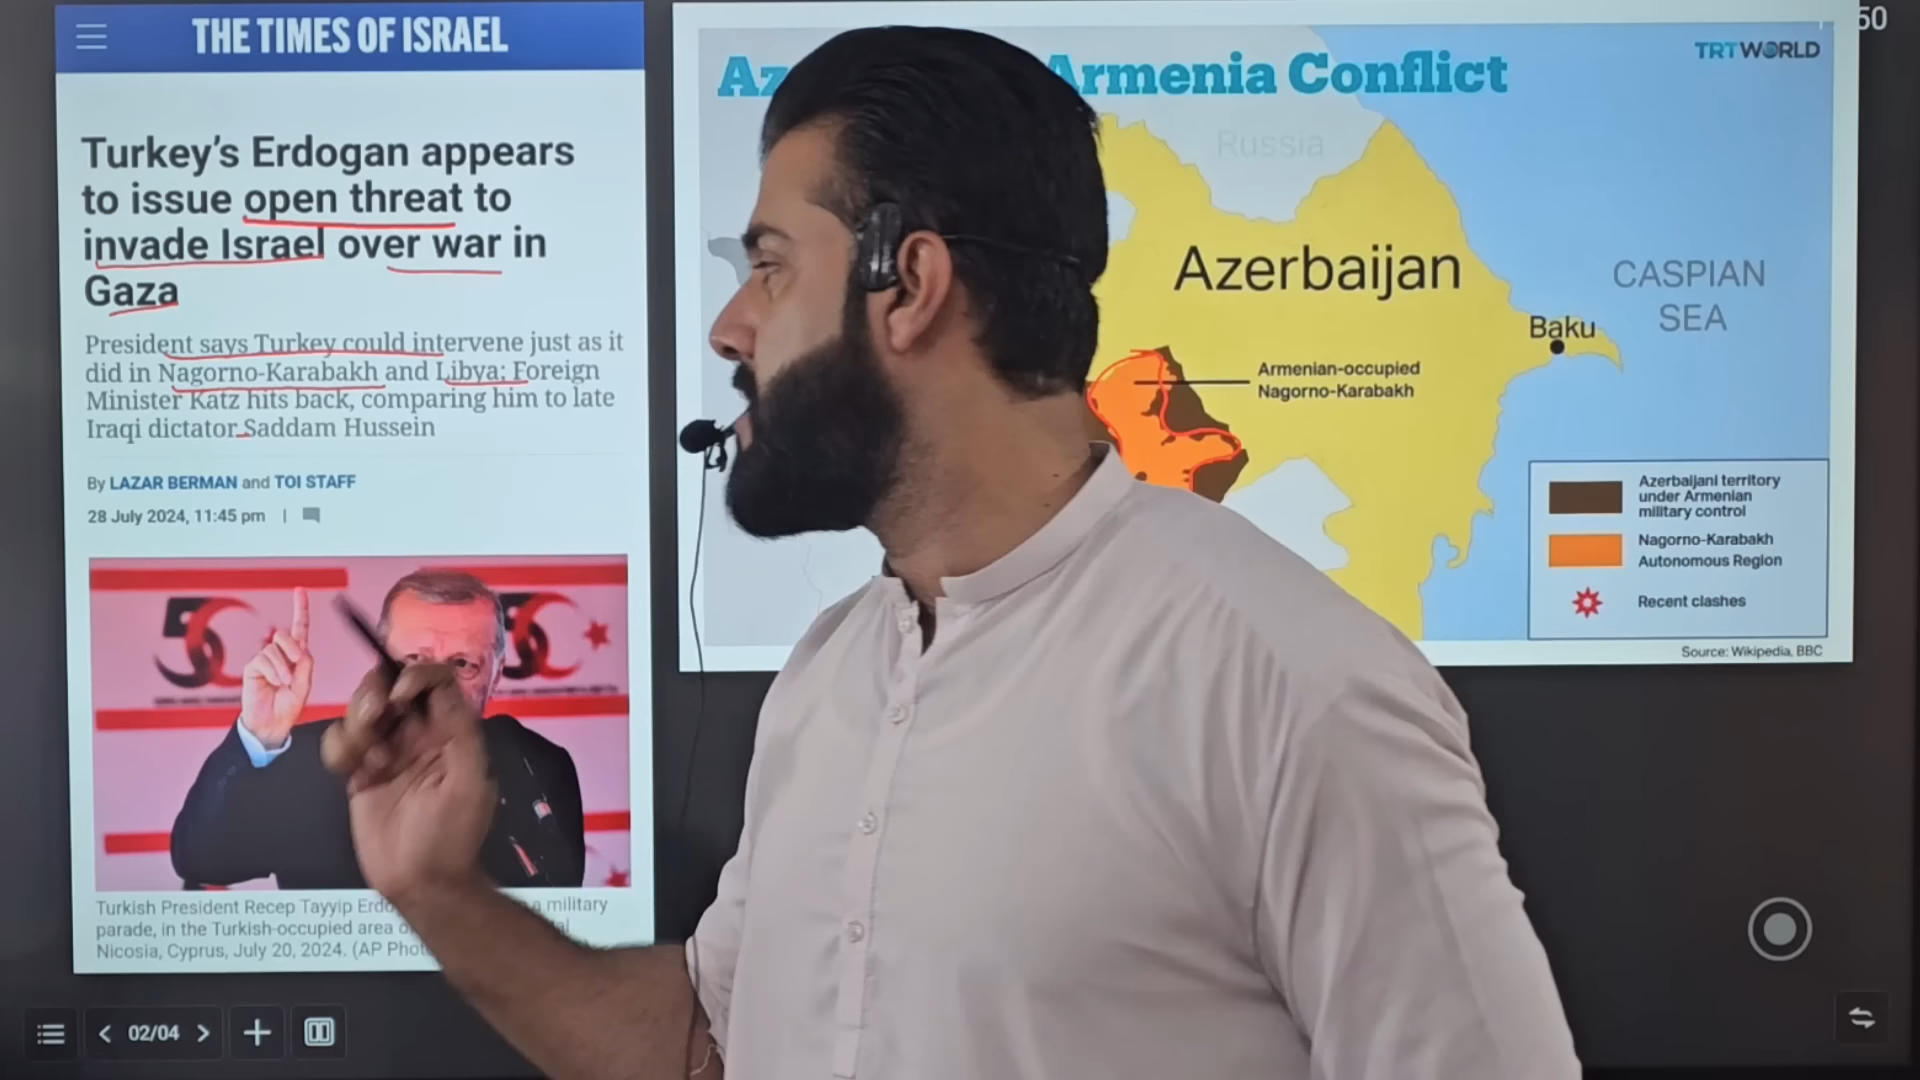 THE TIMES OF ISRAEL
Turkey's Erdogan appears
to issue open threat to
invade Israel over war in
Gaza
President says Turkey could intervene just as it
did in Nagorno-Karabakh and Libya; Foreign
Minister Katz hits back, comparing him to late
Iraqi dictator Saddam Hussein
By LAZAR BERMAN and TOI STAFF
28 July 2024, 11:45 pm |
50
Turkish President Recep Tayyip military
parade, in the Turkish-occupied area
Nicosia, Cyprus, July 20, 2024. (AP
02/04
Armenia Conflict
TRT WORLD
50
Russia
Azerbaijan
CASPIAN
SEA
Baku
Armenian-occupied
Nagorno-Karabakh
Azerbaijani territory
under Armenian
military control
Nagorno-Karabakh
Autonomous Region
Recent clashes
Source: Wikipedia, BBC